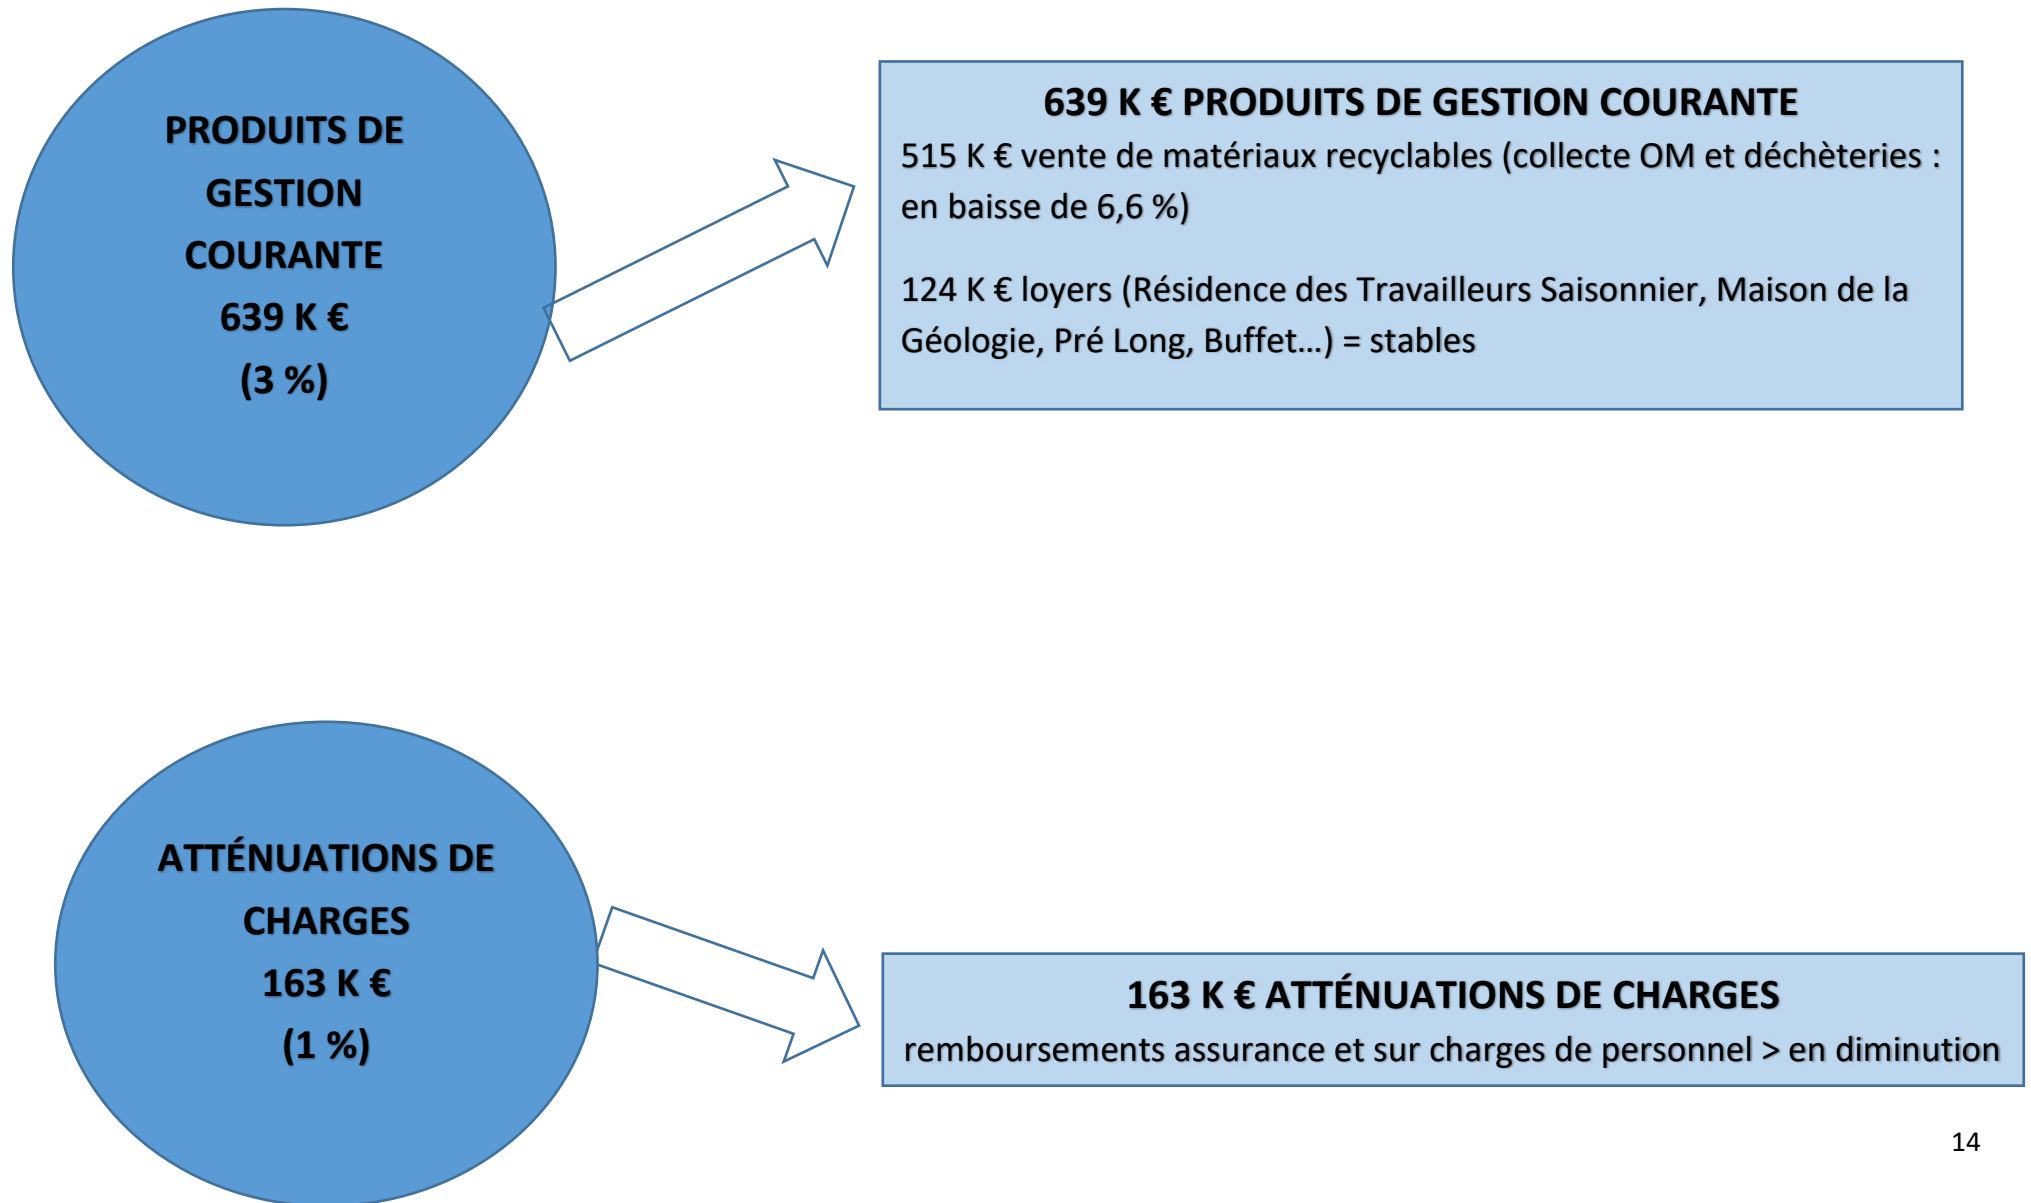 PRODUITS DE
GESTION
COURANTE
639 K €
(3 %)
639 K € PRODUITS DE GESTION COURANTE
515 K € vente de matériaux recyclables (collecte OM et déchèteries :
en baisse de 6,6 %)
124 K € loyers (Résidence des Travailleurs Saisonnier, Maison de la
Géologie, Pré Long, Buffet…) = stables
ATTÉNUATIONS DE
CHARGES
163 K €
(1 %)
163 K € ATTÉNUATIONS DE CHARGES
remboursements assurance et sur charges de personnel > en diminution
14